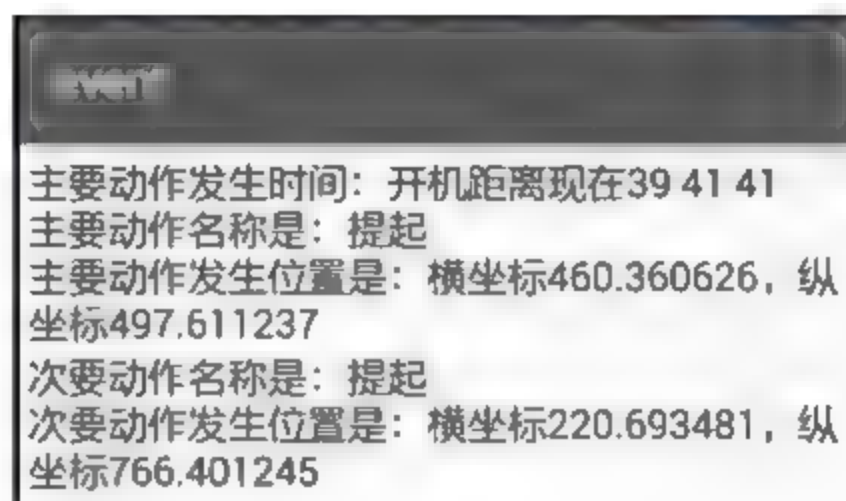 主要动作发生时间：开机距离现在39 41 41
主要动作名称是：提起
主要动作发生位置是：横坐标460.360626，纵
坐标497.611237
次要动作名称是：提起
次要动作发生位置是：横坐标220.693481，纵
坐标766.401245